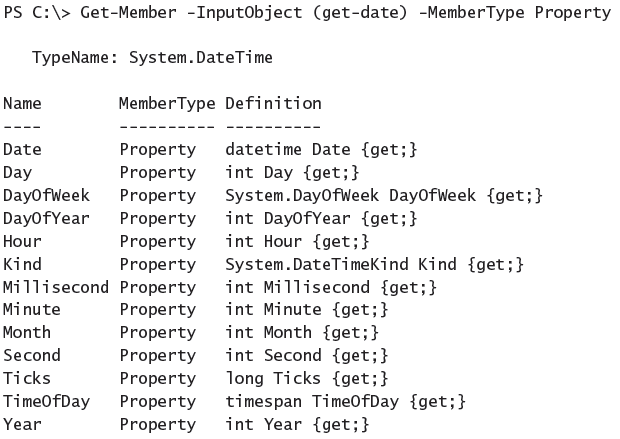 PS C:\> Get-Member -InputObject (get-date) -MemberType Property
TypeName: System.DateTime
Name MemberType Definition
---- ---------- ----------
Date Property datetime Date {get;}
Day Property int Day {get;}
DayOfWeek Property System.DayOfWeek DayOfWeek {get;}
DayOfYear Property int DayOfYear {get;}
Hour Property int Hour {get;}
Kind Property System.DateTimeKind Kind {get;}
Millisecond Property int Millisecond {get;}
Minute Property int Minute {get;}
Month Property int Month {get;}
Second Property int Second {get;}
Ticks Property long Ticks {get;}
TimeOfDay Property timespan TimeOfDay {get;}
Year Property int Year {get;}